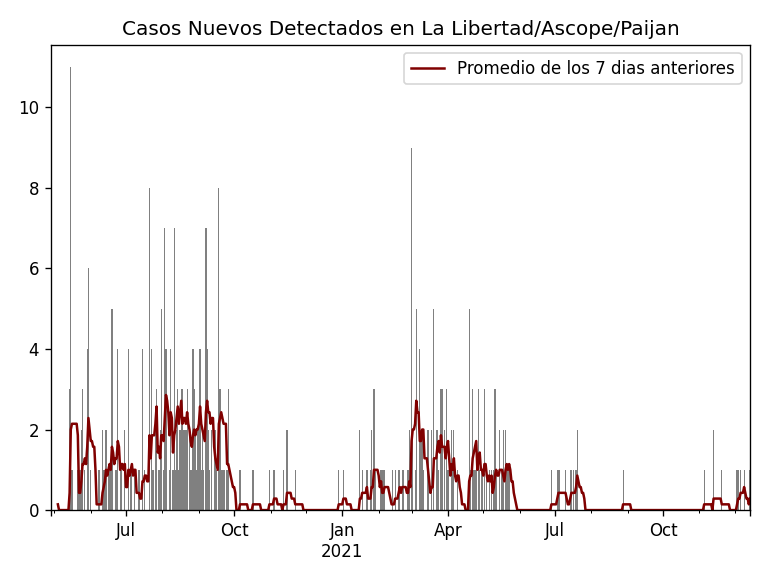 Casos Nuevos Detectados en La Libertad/Ascope/Paijan
Promedio de los 7 dias anteriores
10
8
6
4
2
0
Jul Oct Jan Apr Jul Oct
2021